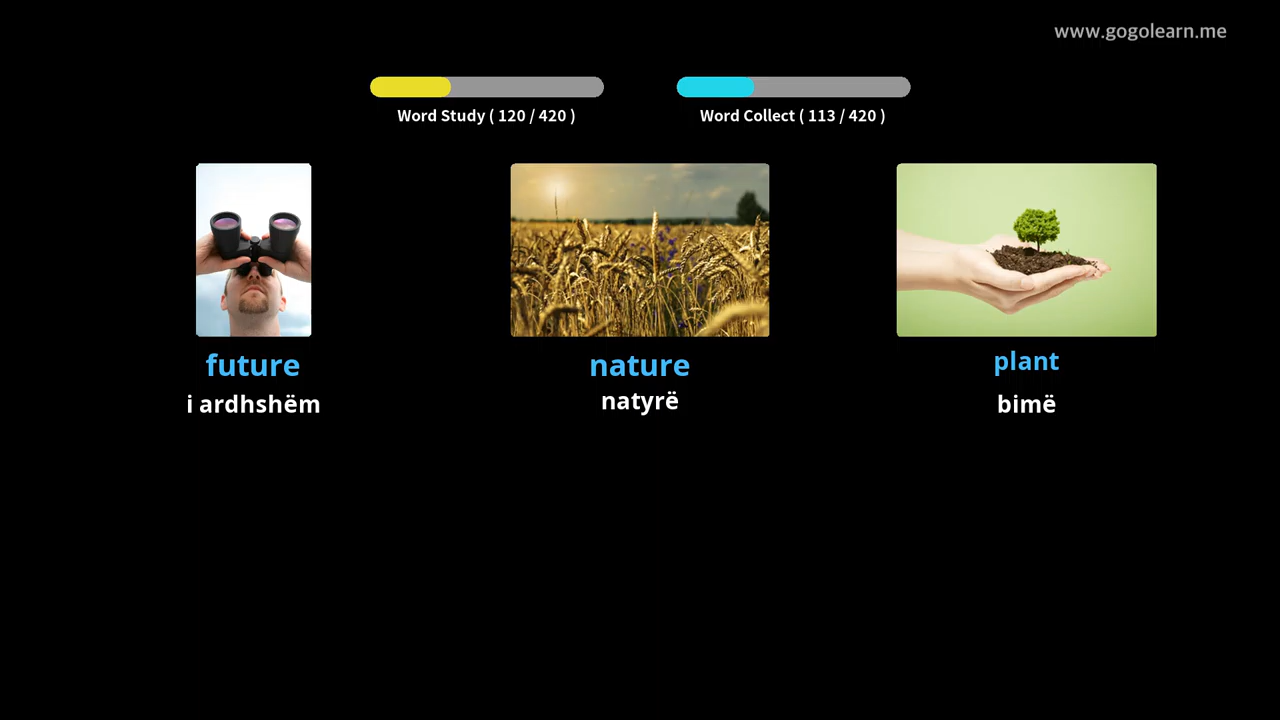 www.gogolearn.me
Word Study ( 120 / 420 )
Word Collect ( 113 / 420 )
future
nature
plant
i ardhshëm
natyrë
bimë